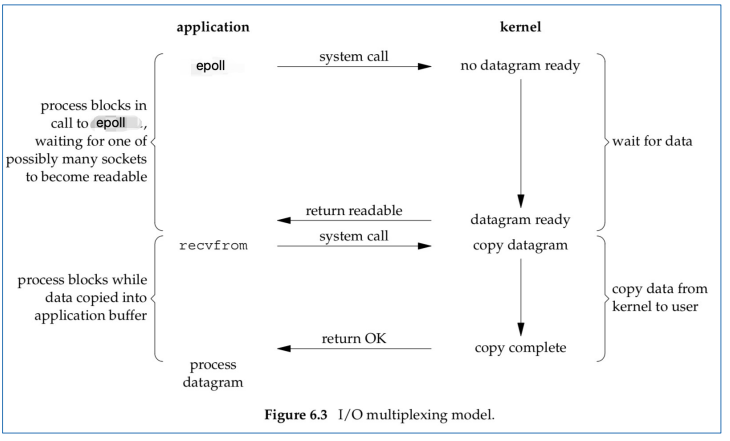 application
kernel
epoll
system call
no datagram ready
process blocks in
call to epoll .,
waiting for one of
possibly many sockets
to become readable
wait for data
return readable
datagram ready
recvfrom
system call
copy datagram
process blocks while
data copied into
application buffer
copy data from
kernel to user
return OK
copy complete
process
datagram
Figure 6.3 I/O multiplexing model.